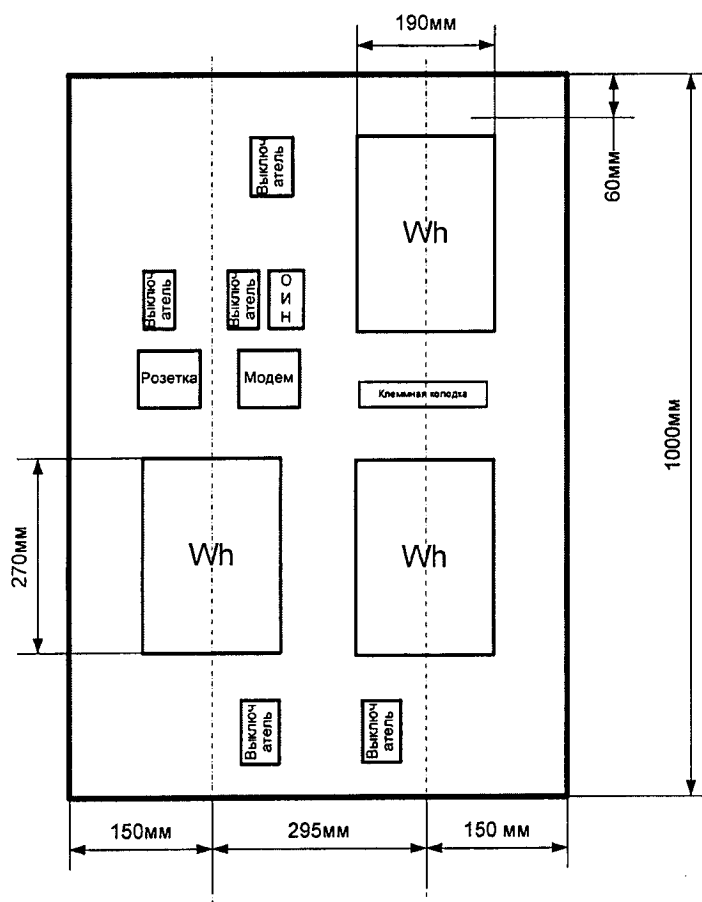 190мм
60мм
Выключ
атель
Wh
Выключ
атель
Выключ
атель
О
И
Н
Розетка
Модем
Клеммная колодка
1000мм
270мм
Wh
Wh
Выключ
атель
Выключ
атель
150мм
295мм
150 мм